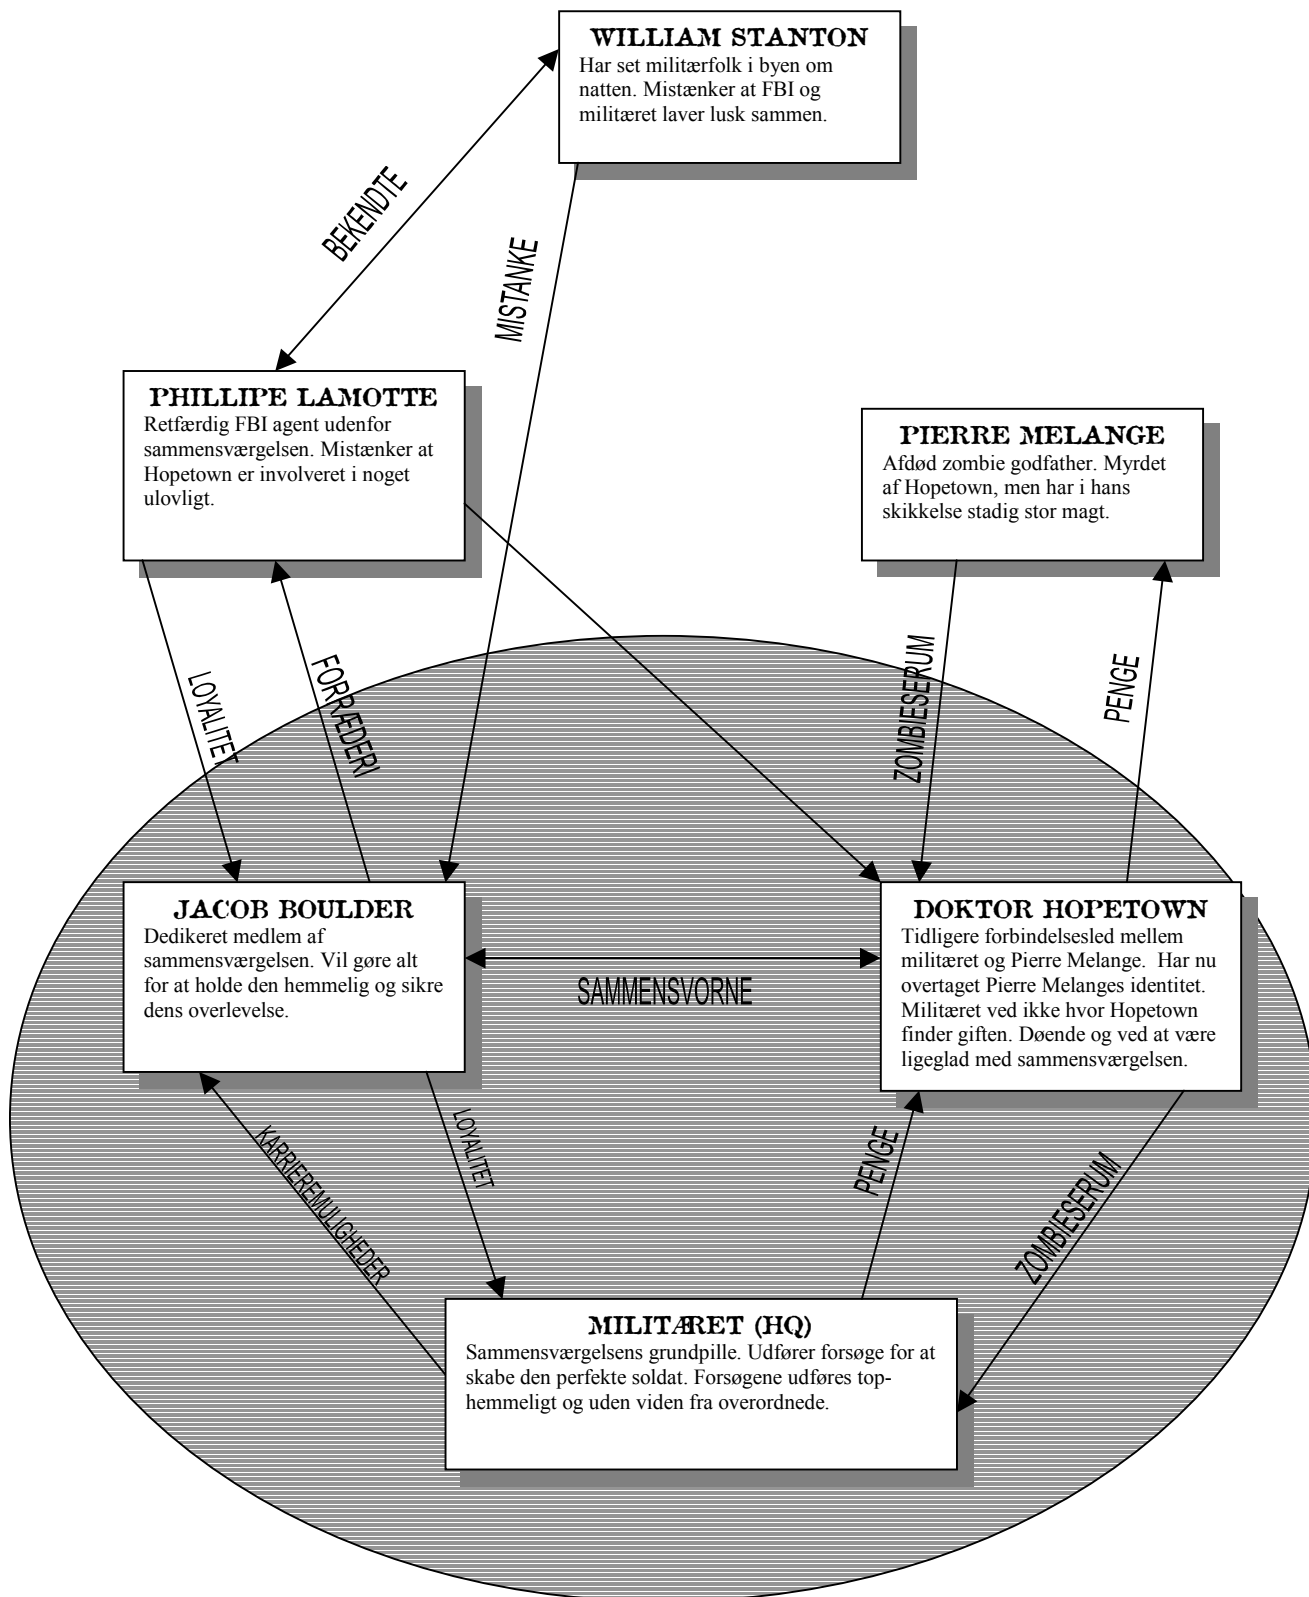 WILLIAM STANTON
Har set militærfolk i byen om
natten. Mistænker at FBI og
militæret laver lusk sammen.
BEKENDTE
MISTANKE
PHILLIPE LAMOTTE
Retfærdig FBI agent udenfor
sammensværgelsen. Mistænker at
Hopetown er involveret i noget
ulovligt.
PIERRE MELANGE
Afdød zombie godfather. Myrdet
af Hopetown, men har i hans
skikkelse stadig stor magt.
LOYALITET
FORRÆDERI
ZOMBIESERUM
PENGE
JACOB BOULDER
Dedikeret medlem af
sammensværgelsen. Vil gøre alt
for at holde den hemmelig og sikre
dens overlevelse.
SAMMENSVORNE
DOKTOR HOPETOWN
Tidligere forbindelsesled mellem
militæret og Pierre Melange.  Har nu
overtaget Pierre Melanges identitet.
Militæret ved ikke hvor Hopetown
finder giften. Døende og ved at være
ligeglad med sammensværgelsen.
KARRIEREMULIGHEDER
LOYALITET
PENGE
ZOMBIESERUM
MILITÆRET (HQ)
Sammensværgelsens grundpille. Udfører forsøge for at
skabe den perfekte soldat. Forsøgene udføres top-
hemmeligt og uden viden fra overordnede.